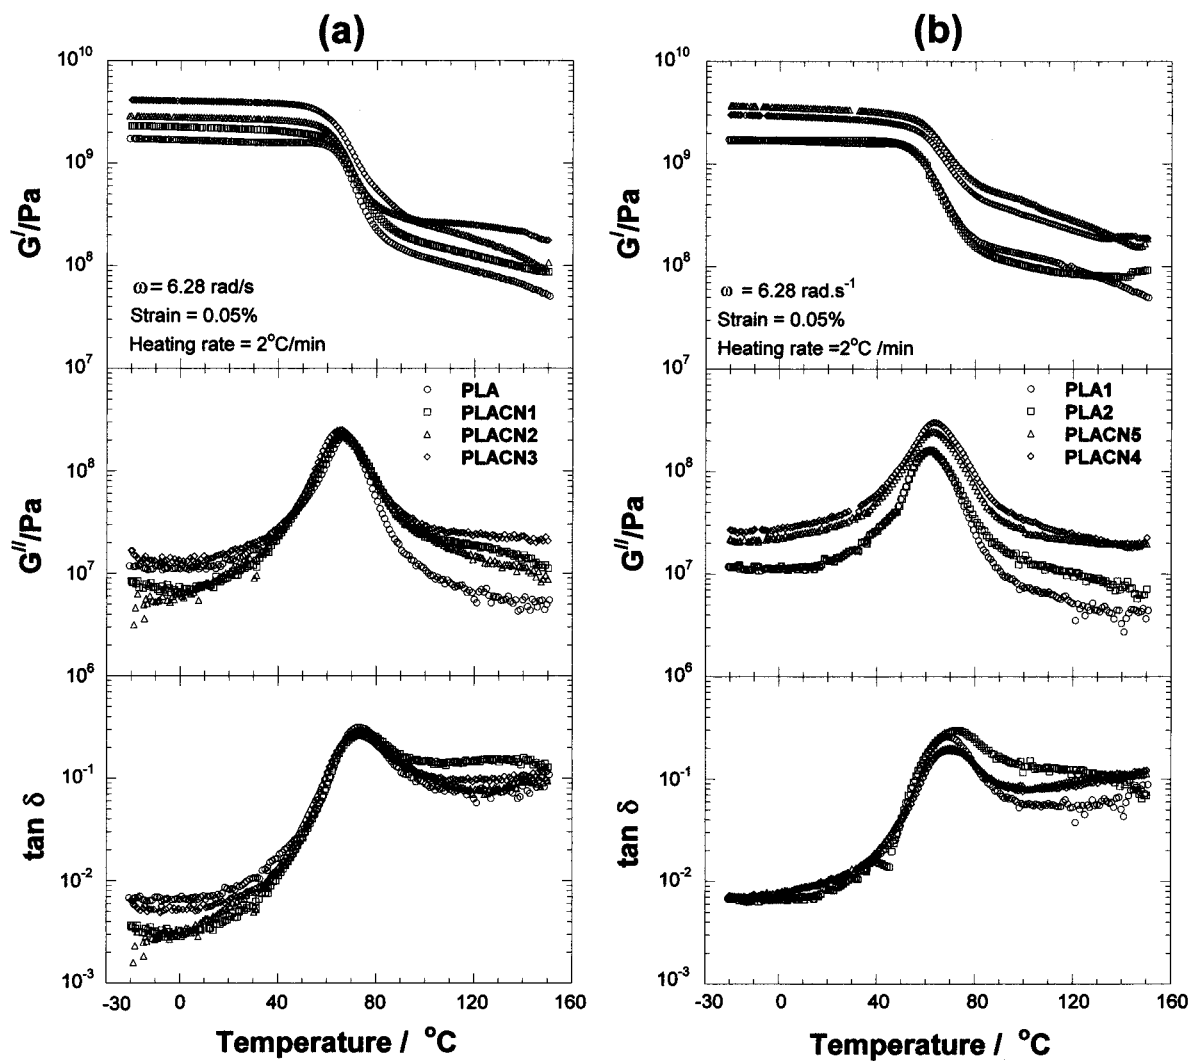 (a)
(b)
10^10
10^9
10^8
10^7
G^/ /Pa
ω = 6.28 rad/s
Strain = 0.05%
Heating rate = 2°C/min
10^10
10^9
10^8
10^7
G^/ /Pa
ω = 6.28 rad.s^-1
Strain = 0.05%
Heating rate =2°C /min
10^8
10^7
10^6
G^// /Pa
PLA
PLACN1
PLACN2
PLACN3
10^8
10^7
10^6
G^// /Pa
PLA1
PLA2
PLACN5
PLACN4
10^-1
10^-2
10^-3
tan δ
10^-1
10^-2
10^-3
tan δ
-30 0 40 80 120 160
-30 0 40 80 120 160
Temperature / °C
Temperature / °C